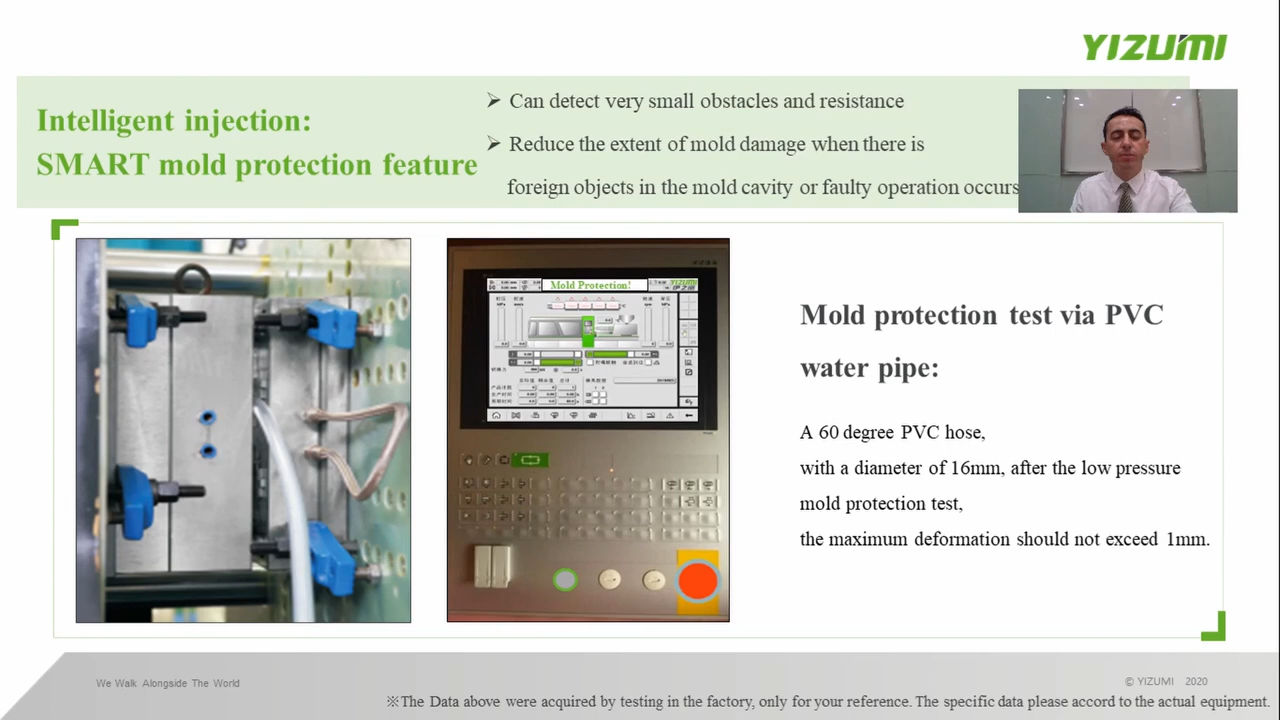 YIZUMI
Intelligent injection:
SMART mold protection feature
➢ Can detect very small obstacles and resistance
➢ Reduce the extent of mold damage when there is
foreign objects in the mold cavity or faulty operation occurs
Mold Protection!
YIZUMI
Mold protection test via PVC
water pipe:
A 60 degree PVC hose,
with a diameter of 16mm, after the low pressure
mold protection test,
the maximum deformation should not exceed 1mm.
We Walk Alongside The World
© YIZUMI 2020
※The Data above were acquired by testing in the factory, only for your reference. The specific data please accord to the actual equipment.